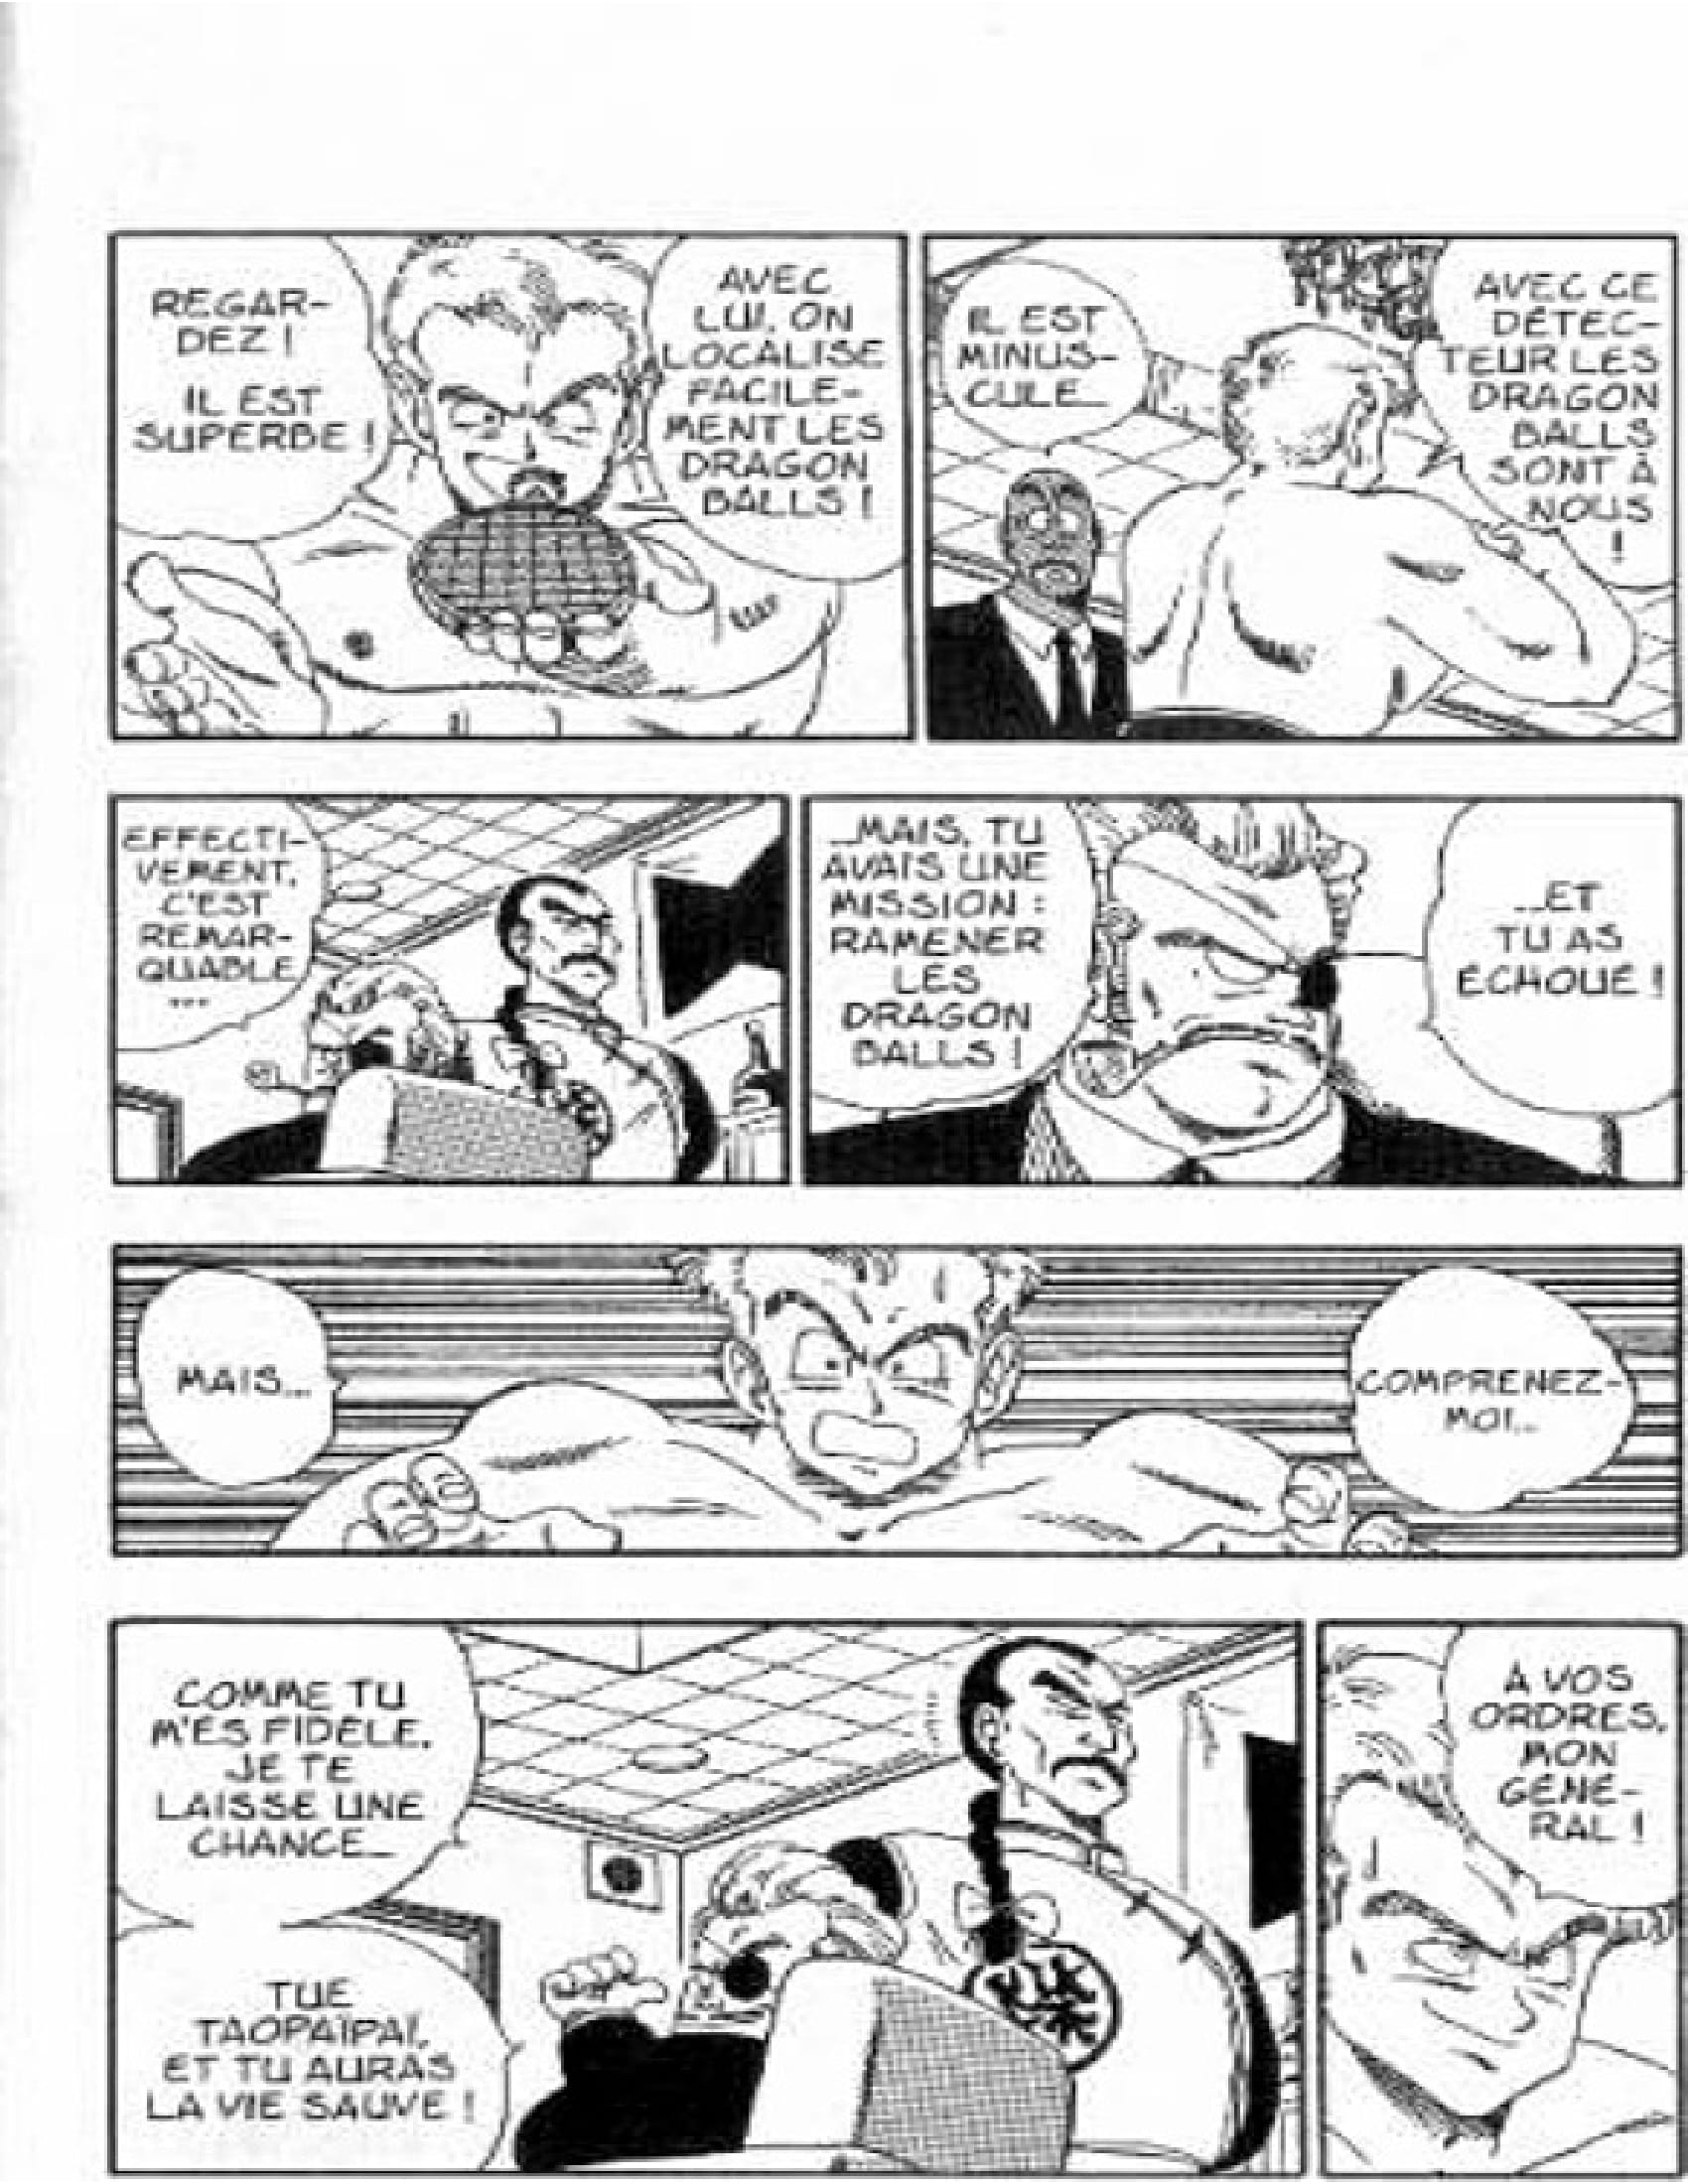 REGAR-
DEZ !
IL EST
SUPERBE !
AVEC
LUI, ON
LOCALISE
FACILE-
MENT LES
DRAGON
BALLS !
IL EST
MINUS-
CULE...
AVEC CE
DÉTEC-
TEUR LES
DRAGON
BALLS
SONT À
NOUS
!
EFFECTI-
VEMENT,
C'EST
REMAR-
QUABLE
...
...MAIS, TU
AVAIS UNE
MISSION :
RAMENER
LES
DRAGON
BALLS !
...ET
TU AS
ÉCHOUÉ !
MAIS...
COMPRENEZ-
MOI...
COMME TU
M'ES FIDÈLE,
JE TE
LAISSE UNE
CHANCE...
TUE
TAOPAÏPAÏ,
ET TU AURAS
LA VIE SAUVE !
À VOS
ORDRES,
MON
GÉNÉ-
RAL !